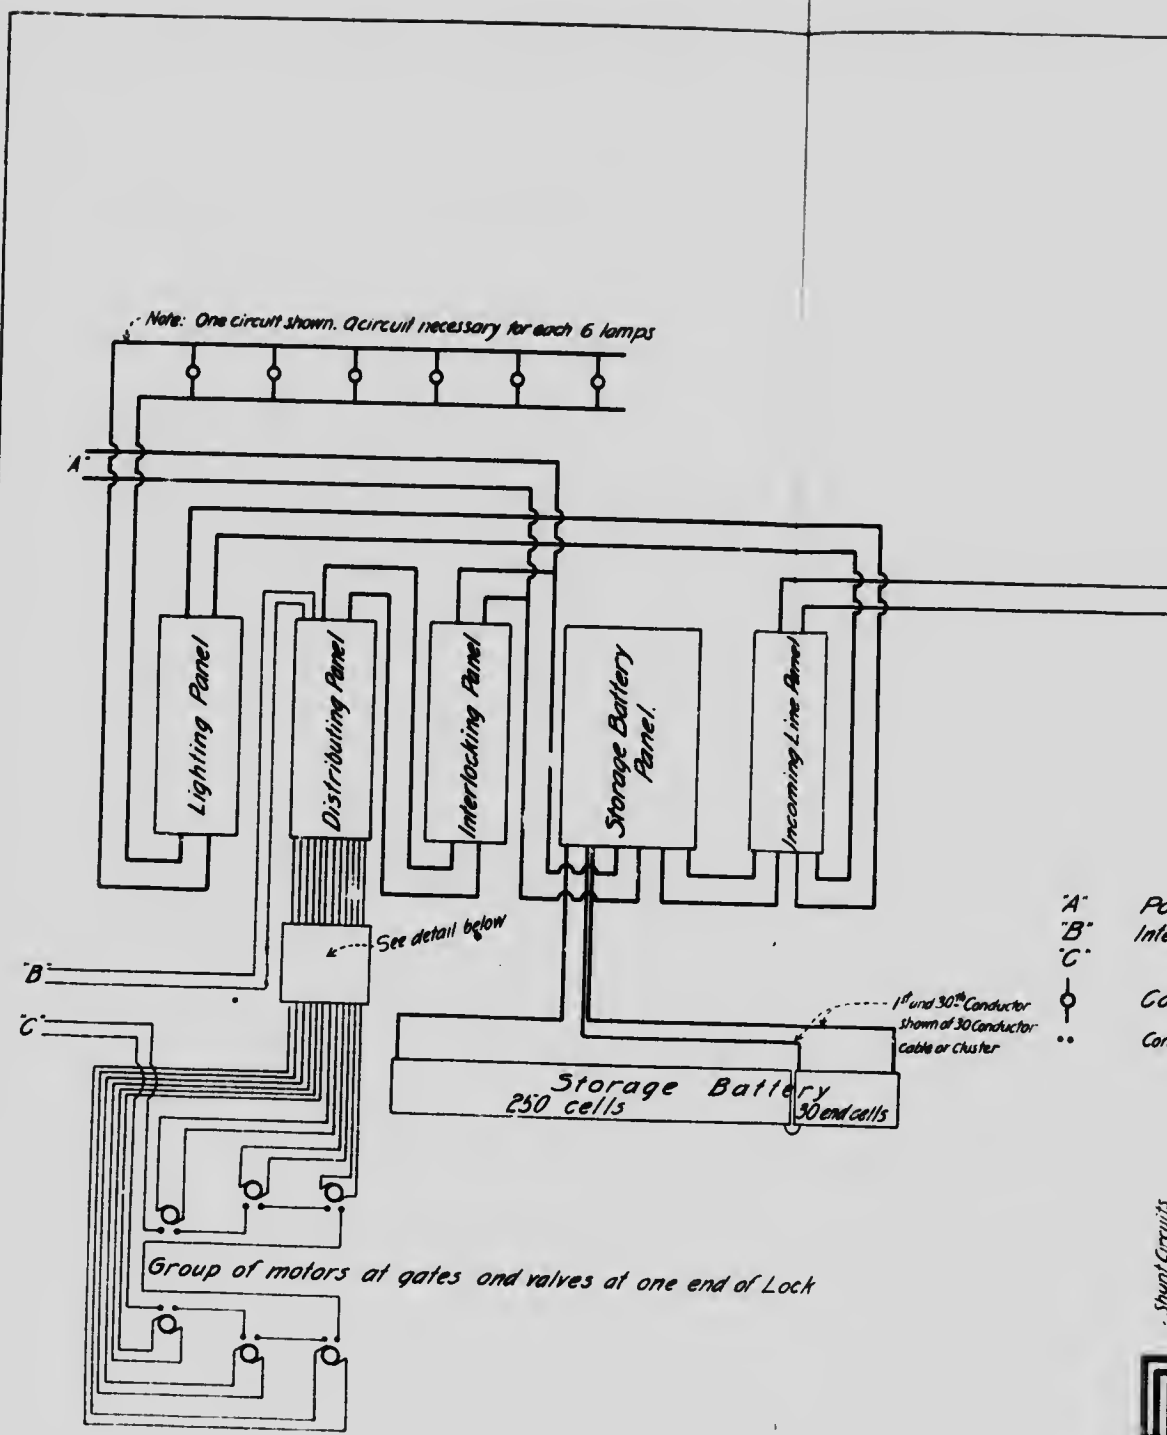 Note: One circuit shown. A circuit necessary for each 6 lamps
"A"
Lighting Panel
Distributing Panel
Interlocking Panel
Storage Battery
Panel.
Incoming Line Panel
See detail below
"B"
"C"
"A"
"B"
"C"
1st and 30th Conductor
shown of 30 Conductor
cable or cluster
Storage Battery
250 cells
30 end cells
Group of motors at gates and valves at one end of Lock
Shunt Circuits